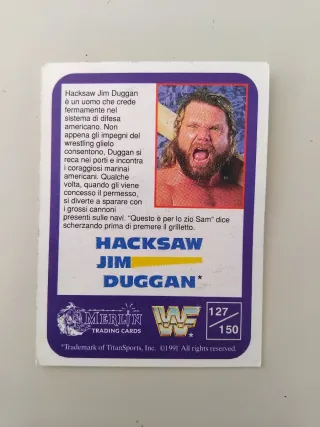 Hacksaw Jim Duggan
è un uomo che crede
fermamente nel
sistema di difesa
americano. Non
appena gli impegni del
wrestling glielo
consentono, Duggan si
reca nei porti e incontra
i coraggiosi marinai
americani. Qualche
volta, quando gli viene
concesso il permesso,
si diverte a sparare con
i grossi cannoni
presenti sulle navi. "Questo è per lo zio Sam" dice
scherzando prima di premere il grilletto.
HACKSAW
JIM
DUGGAN*
MERLIN
TRADING CARDS
WF
127
150
*Trademark of TitanSports, Inc. ©1991 All rights reserved.